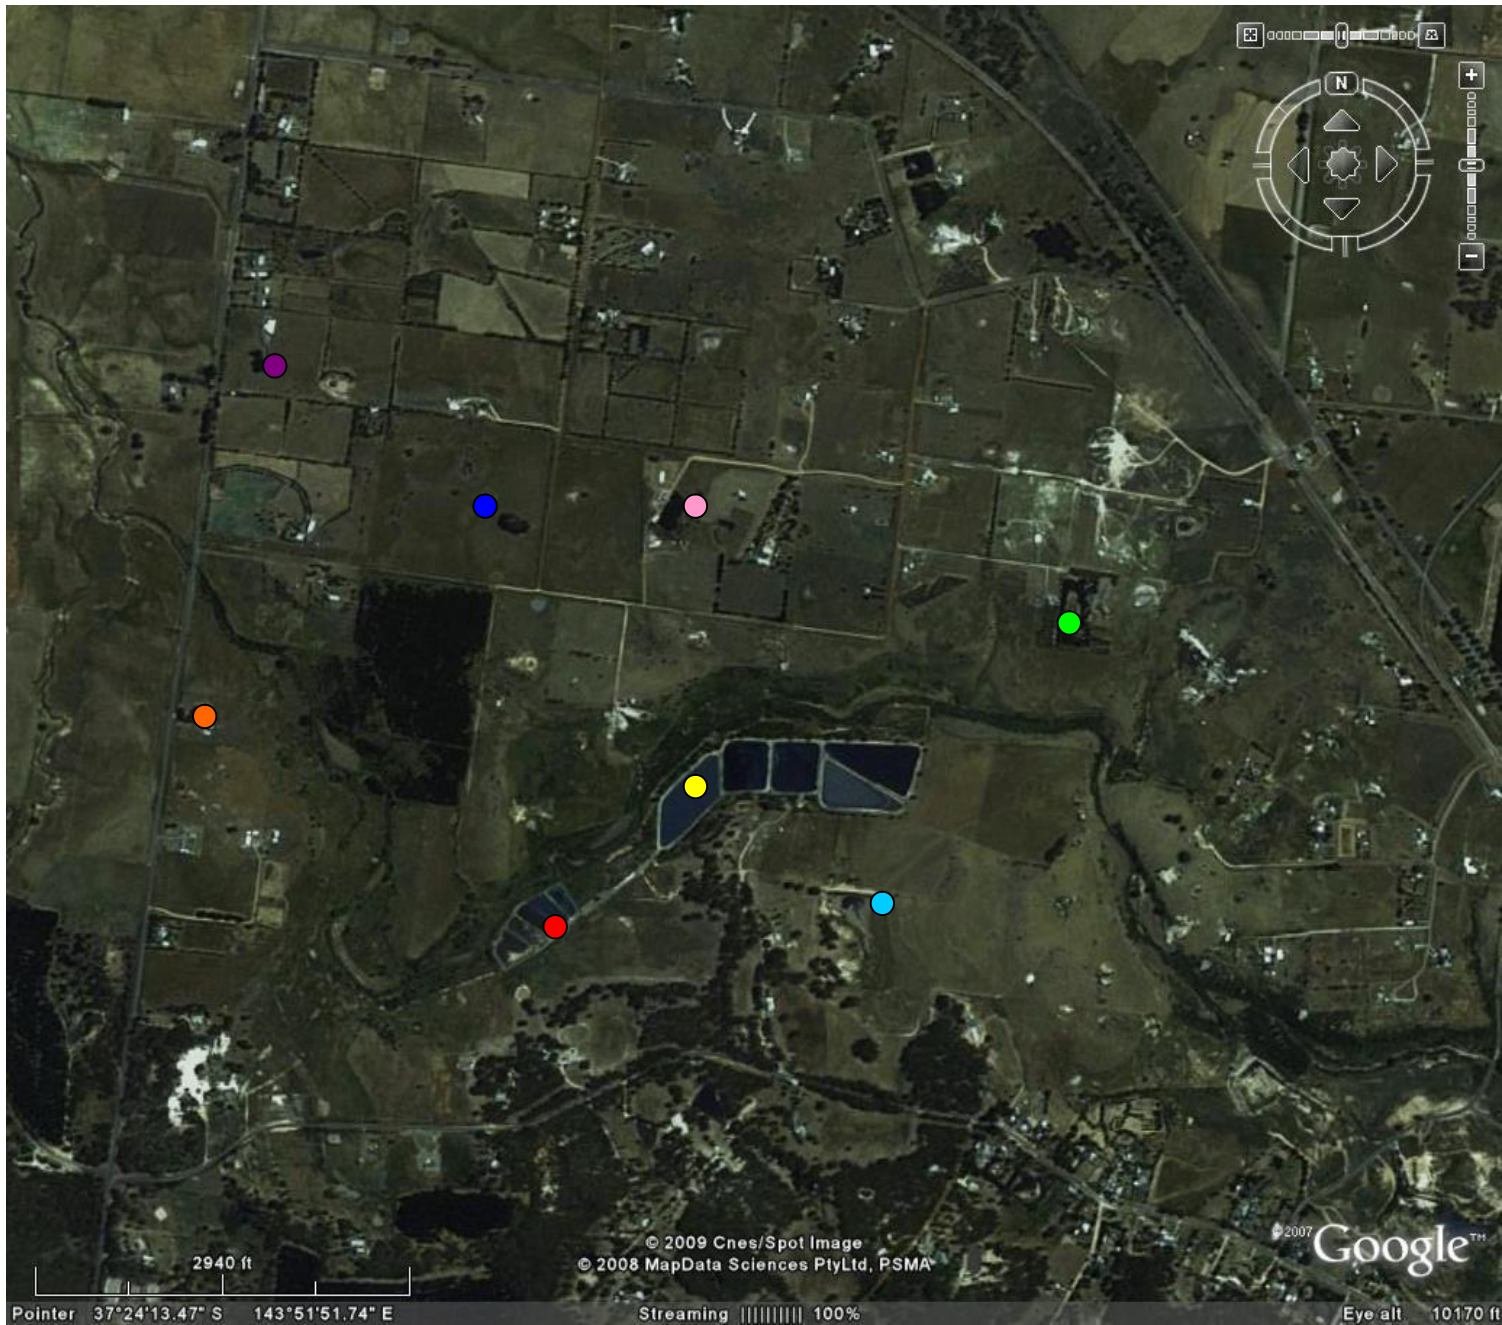 N
© 2007 Google™
2940 ft
© 2009 Cnes/Spot Image
© 2008 MapData Sciences PtyLtd, PSMA
Pointer 37°24'13.47" S 143°51'51.74" E Streaming |||||||||| 100% Eye alt 10170 ft